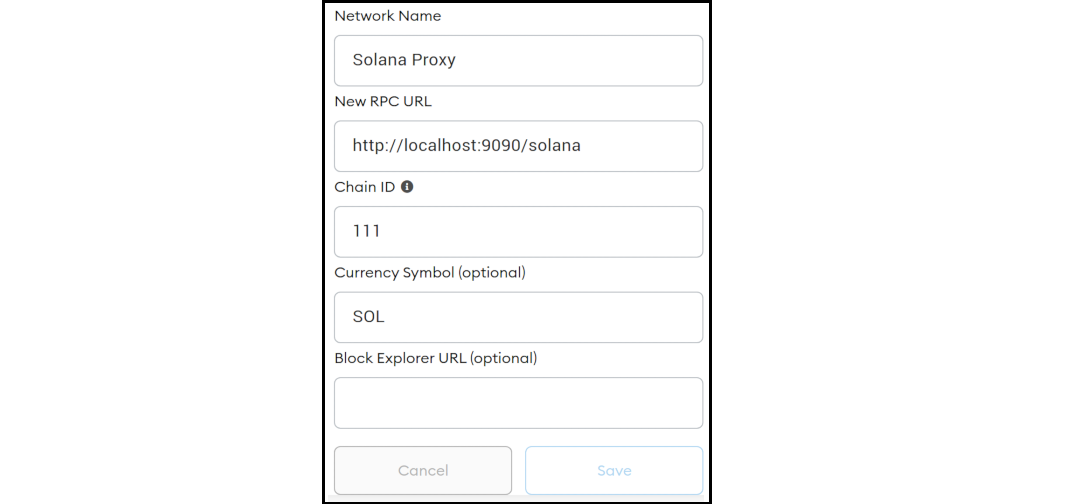 Network Name
Solana Proxy
New RPC URL
http://localhost:9090/solana
Chain ID
111
Currency Symbol (optional)
SOL
Block Explorer URL (optional)
Cancel Save